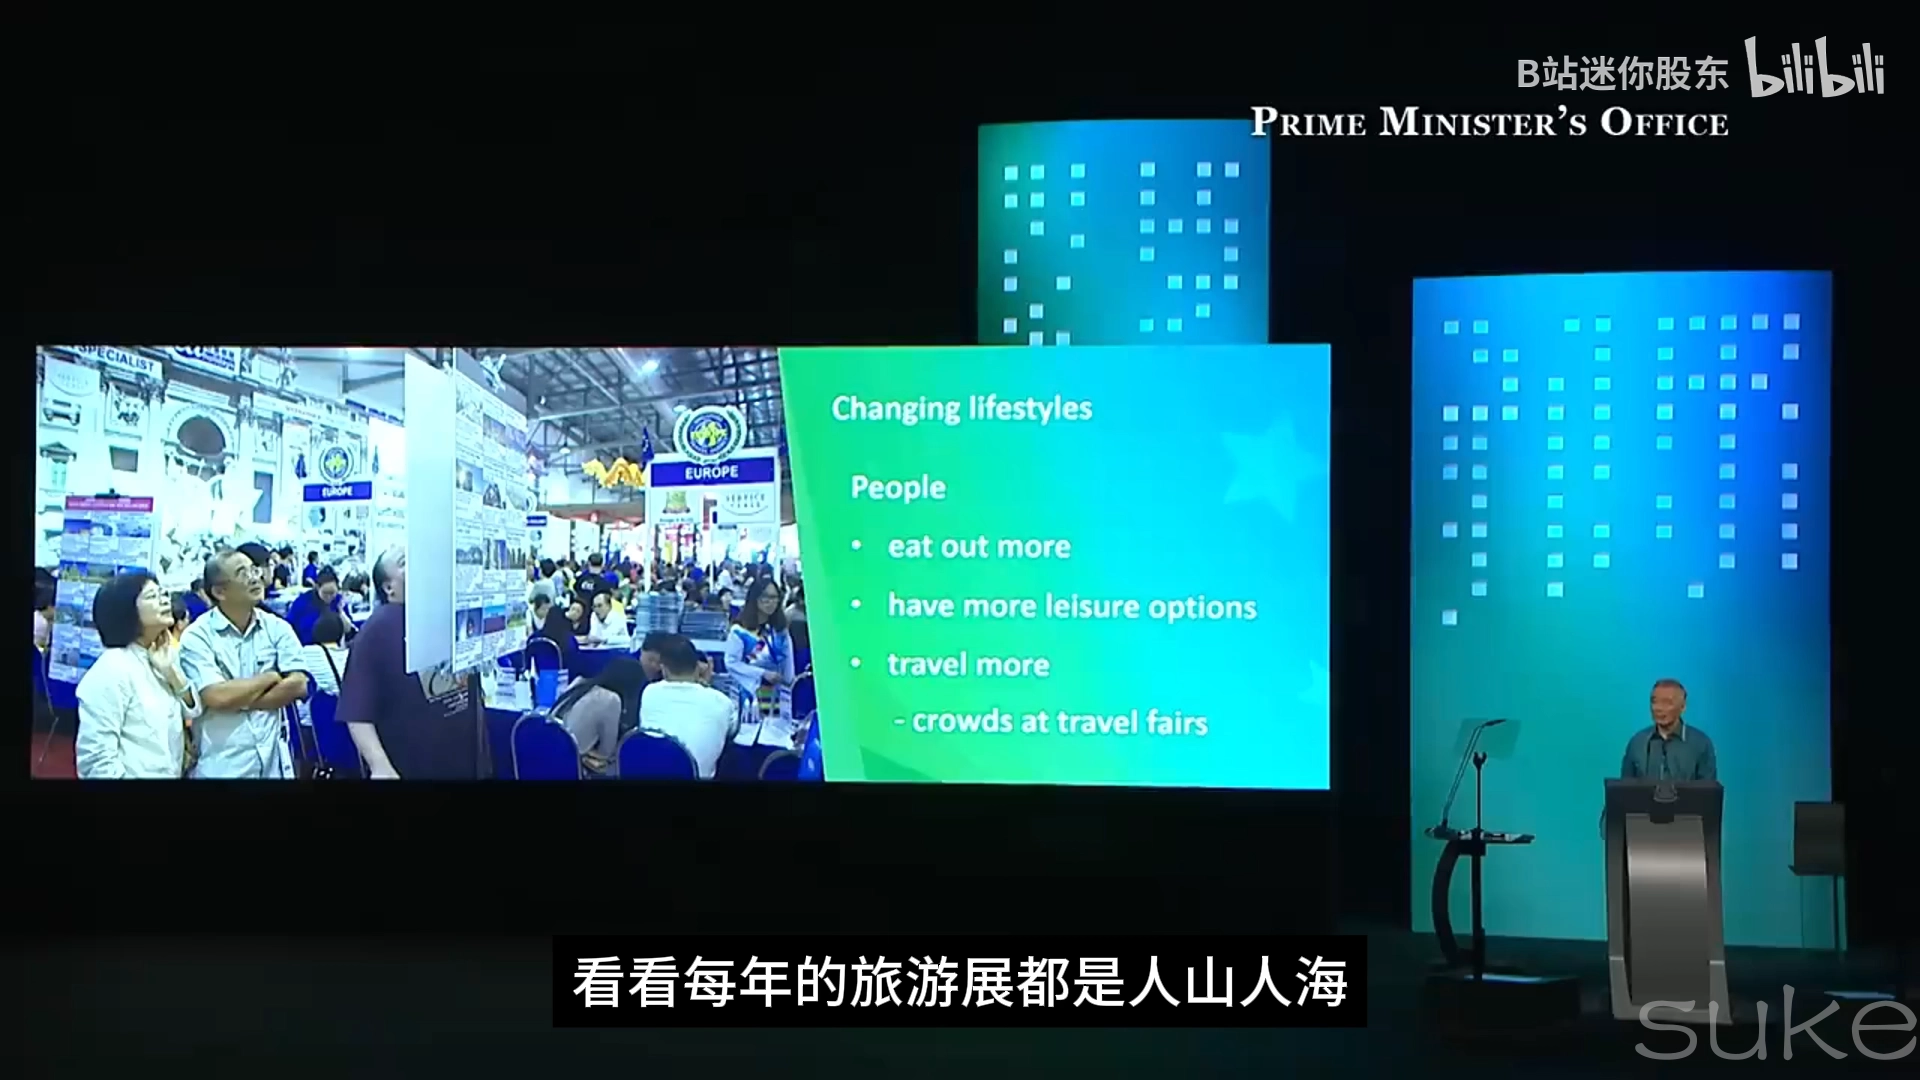 B站迷你股东 bilibili
PRIME MINISTER'S OFFICE
SPECIALIST
EUROPE
EUROPE
Changing lifestyles
People
• eat out more
• have more leisure options
• travel more
- crowds at travel fairs
看看每年的旅游展都是人山人海
suke